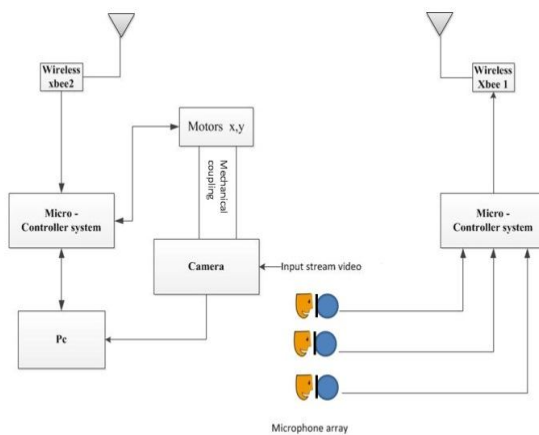 Wireless
xbee2
Wireless
Xbee 1
Motors x,y
Mechanical
coupling
Micro -
Controller system
Micro -
Controller system
Camera
Input stream video
Pc
Microphone array